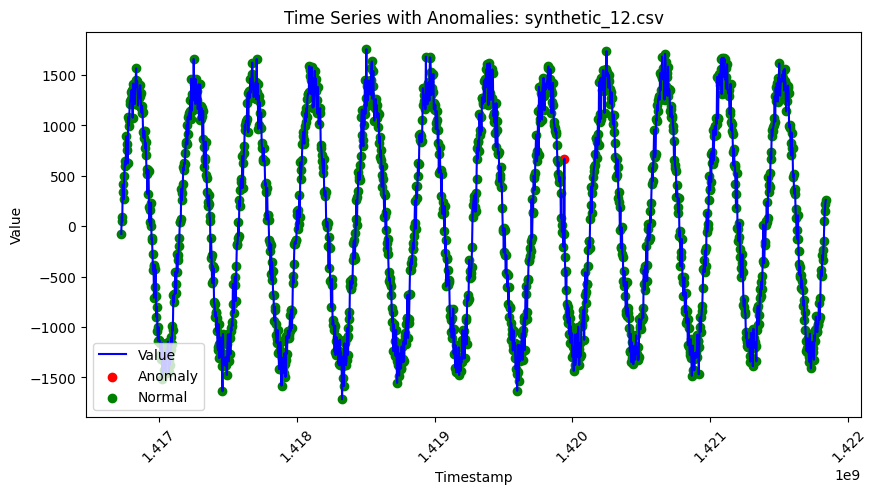 Time Series with Anomalies: synthetic_12.csv
Value
1500
1000
500
0
−500
−1000
−1500
Value
Anomaly
Normal
1.417
1.418
1.419
1.420
1.421
1.422
1e9
Timestamp